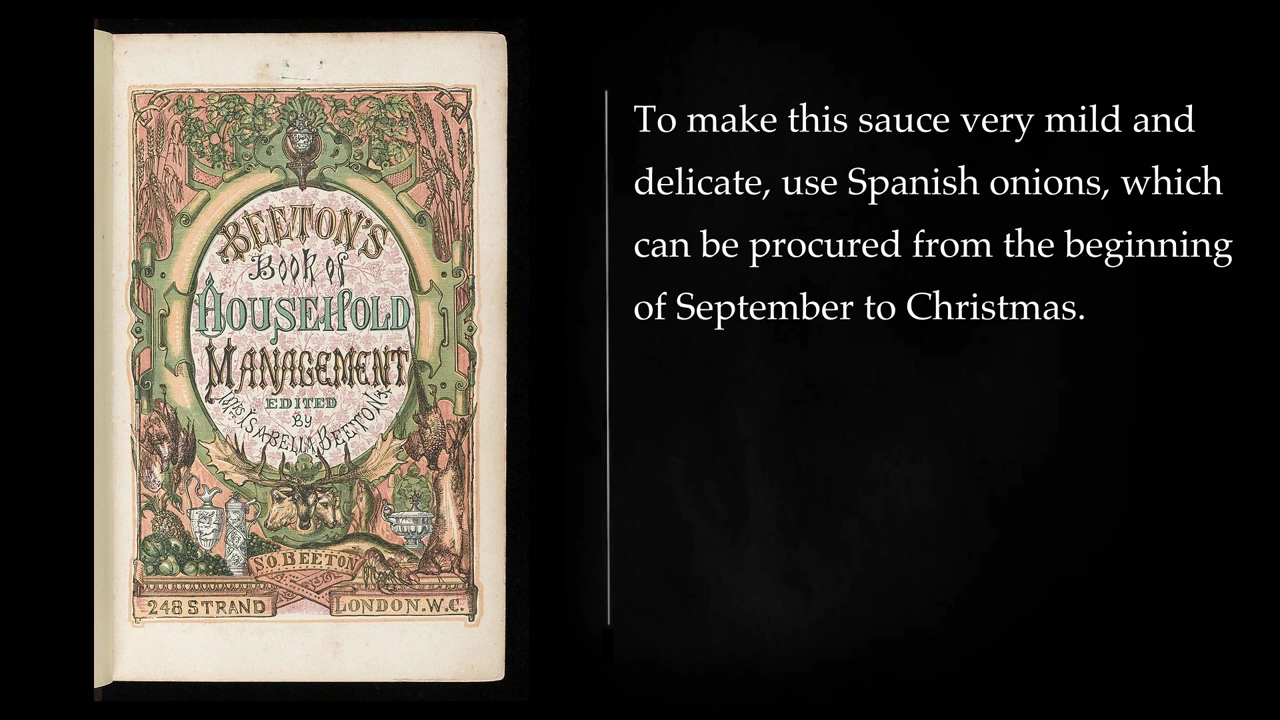 BEETON'S
Book of
HOUSEHOLD
MANAGEMENT
EDITED
BY
MRS ISABELLA BEETON
S.O. BEETON
248 STRAND
LONDON. W.C.
To make this sauce very mild and
delicate, use Spanish onions, which
can be procured from the beginning
of September to Christmas.